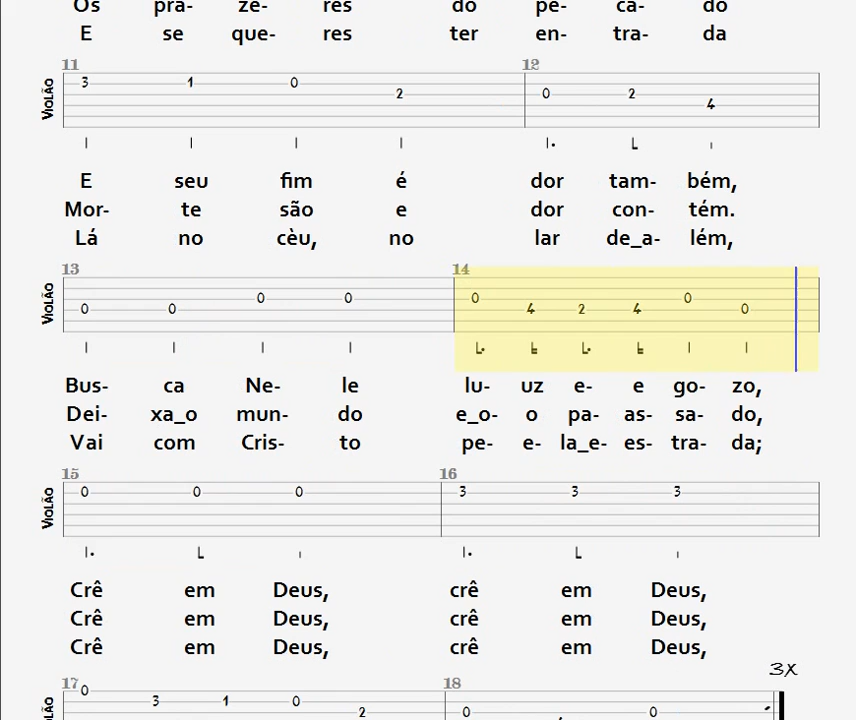 Os pra- ze- res do pe- ca- do
E se que- res ter en- tra- da
11 12
VIOLÃO 3 1 0 2 0 2 4
E seu fim é dor tam- bém,
Mor- te são e dor con- tém.
Lá no cèu, no lar de_a- lém,
13 14
VIOLÃO 0 0 0 0 0 4 2 4 0 0
Bus- ca Ne- le lu- uz e- e go- zo,
Dei- xa_o mun- do e_o- o pa- as- sa- do,
Vai com Cris- to pe- e- la_e- es- tra- da;
15 16
VIOLÃO 0 0 0 3 3 3
Crê em Deus, crê em Deus,
Crê em Deus, crê em Deus,
Crê em Deus, crê em Deus,
3X
17 18
VIOLÃO 0 3 1 0 2 0 0